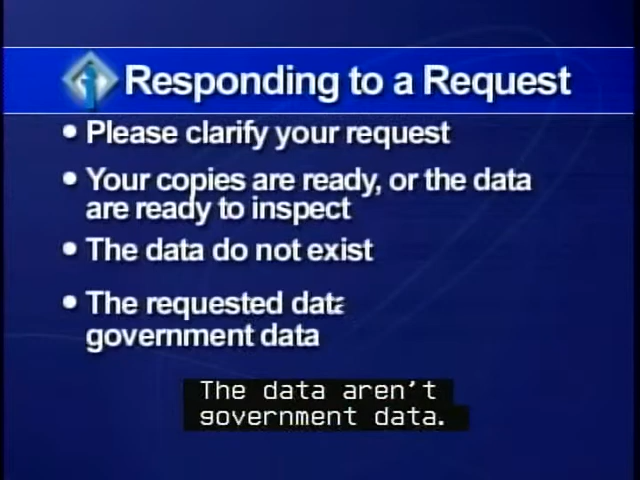 Responding to a Request
• Please clarify your request
• Your copies are ready, or the data
are ready to inspect
• The data do not exist
• The requested data
government data
The data aren't
government data.